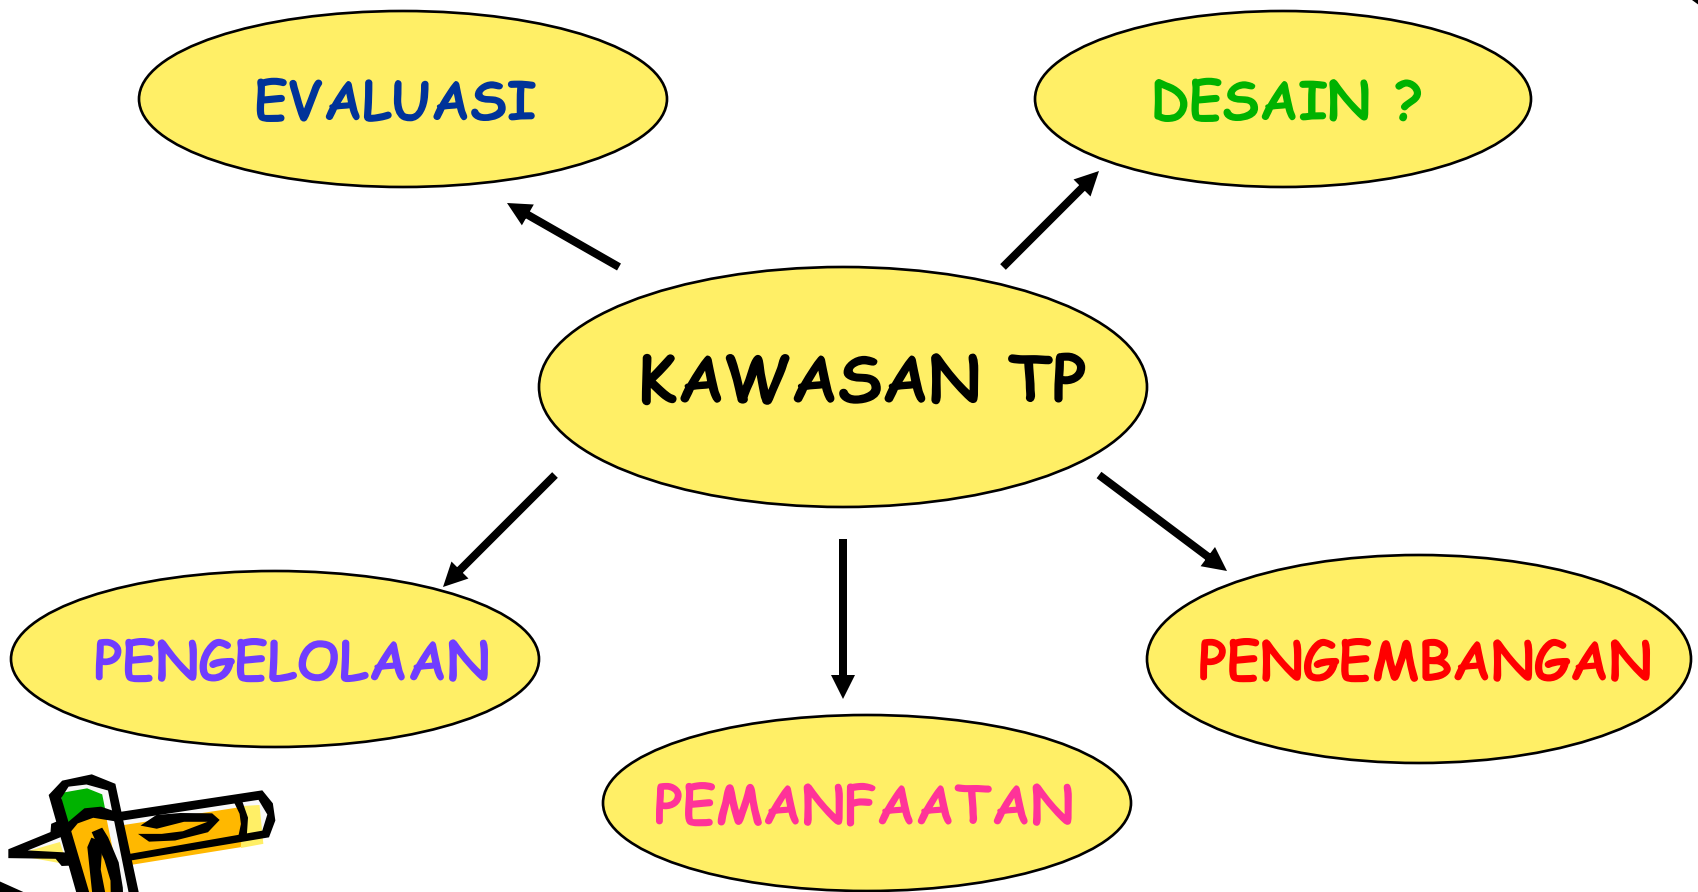 EVALUASI
DESAIN ?
KAWASAN TP
PENGELOLAAN
PENGEMBANGAN
PEMANFAATAN